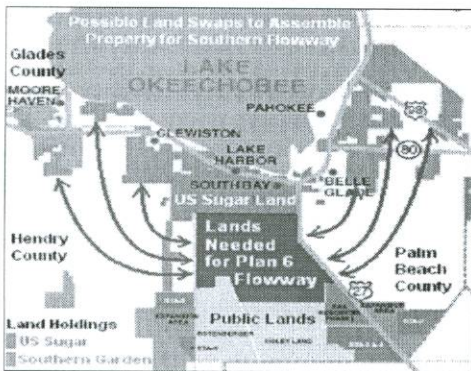 Possible Land Swaps to Assemble
Property for Southern Flowway
Glades
County
LAKE
OKEECHOBEE
MOORE
HAVEN
PAHOKEE
98
CLEWISTON
80
LAKE
HARBOR
SOUTH BAY
BELLE
GLADE
US Sugar Land
Hendry
County
Lands
Needed
for Plan 6
Flowway
Palm
Beach
County
27
Public Lands
Land Holdings
US Sugar
Southern Garden